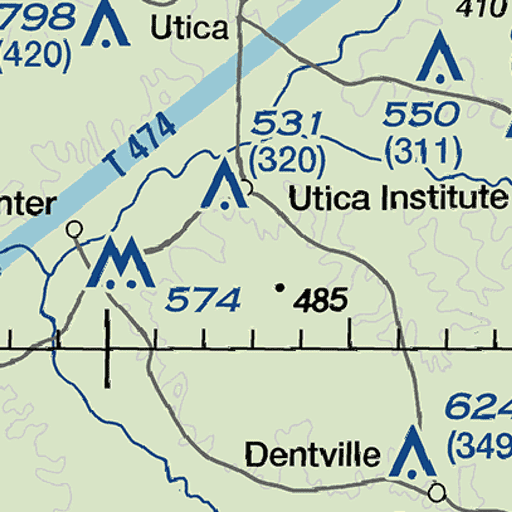 798
(420)
Utica
410
T 474
531
(320)
550
(311)
Utica Institute
nter
574
485
624
(349
Dentville